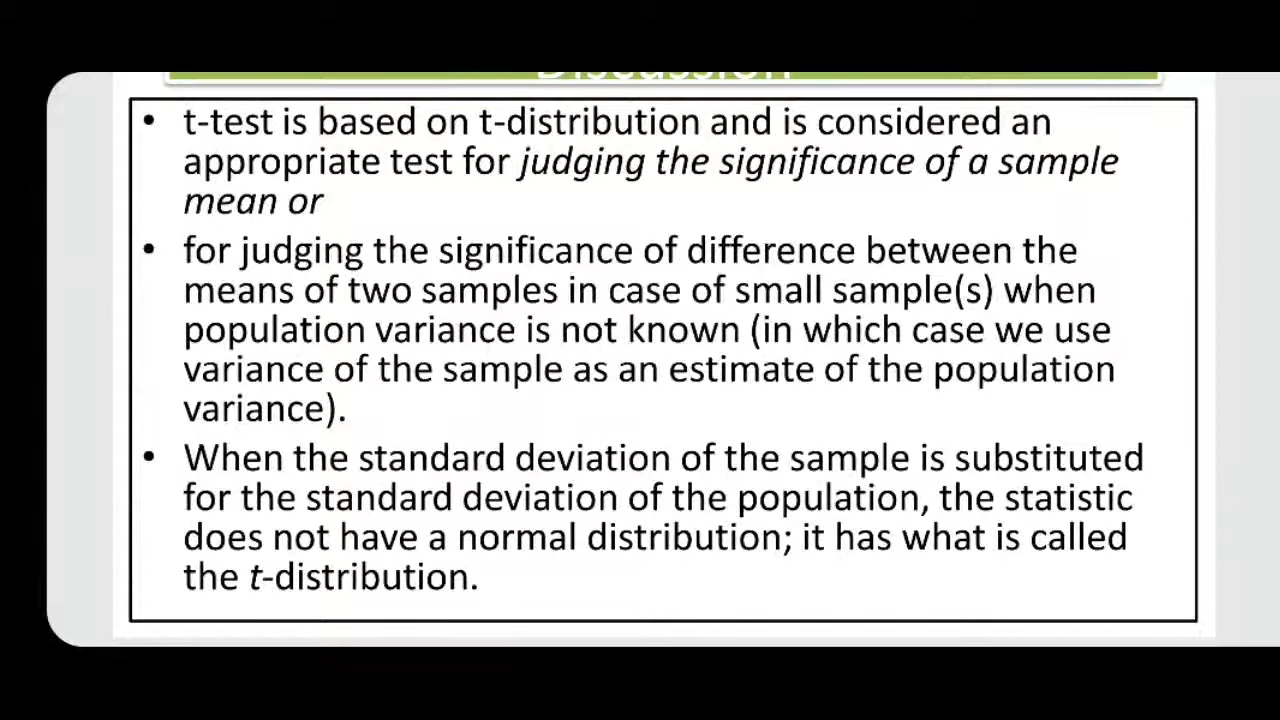 Discussion
• t-test is based on t-distribution and is considered an
appropriate test for judging the significance of a sample
mean or
• for judging the significance of difference between the
means of two samples in case of small sample(s) when
population variance is not known (in which case we use
variance of the sample as an estimate of the population
variance).
• When the standard deviation of the sample is substituted
for the standard deviation of the population, the statistic
does not have a normal distribution; it has what is called
the t-distribution.